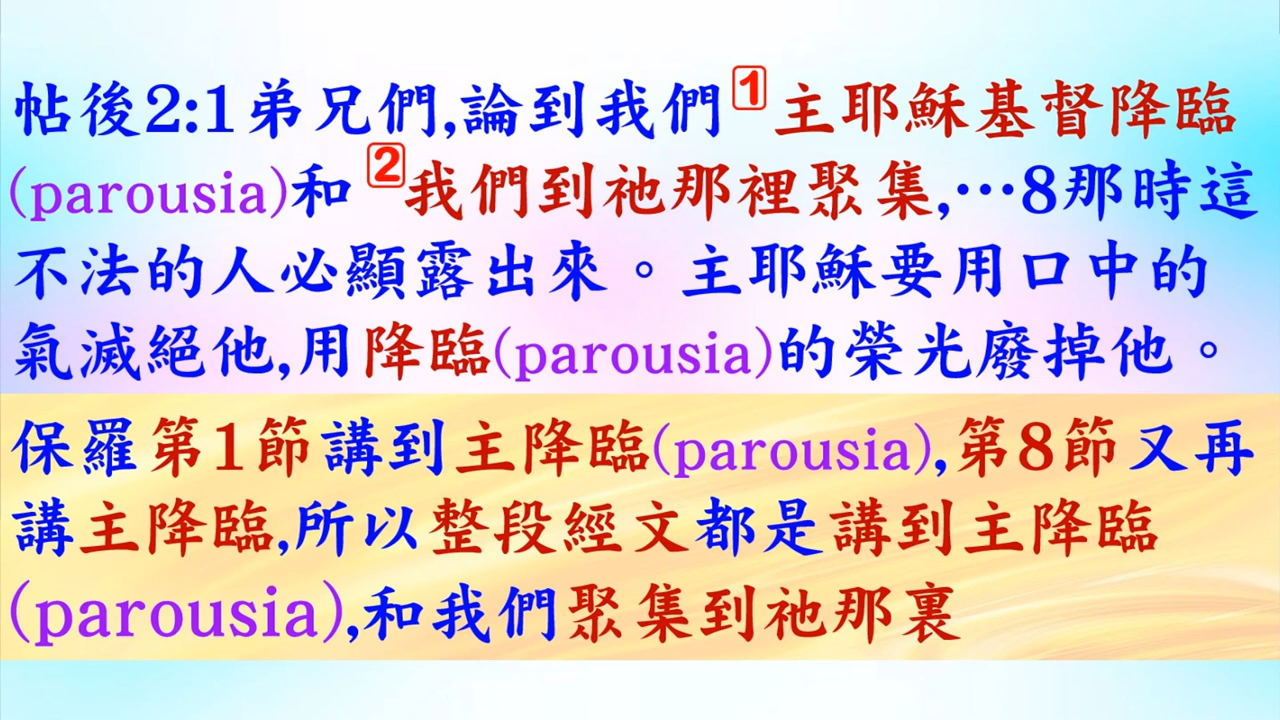 帖後2:1弟兄們,論到我們1主耶穌基督降臨
(parousia)和2我們到祂那裡聚集,…8那時這
不法的人必顯露出來。主耶穌要用口中的
氣滅絕他,用降臨(parousia)的榮光廢掉他。
保羅第1節講到主降臨(parousia),第8節又再
講主降臨,所以整段經文都是講到主降臨
(parousia),和我們聚集到祂那裏